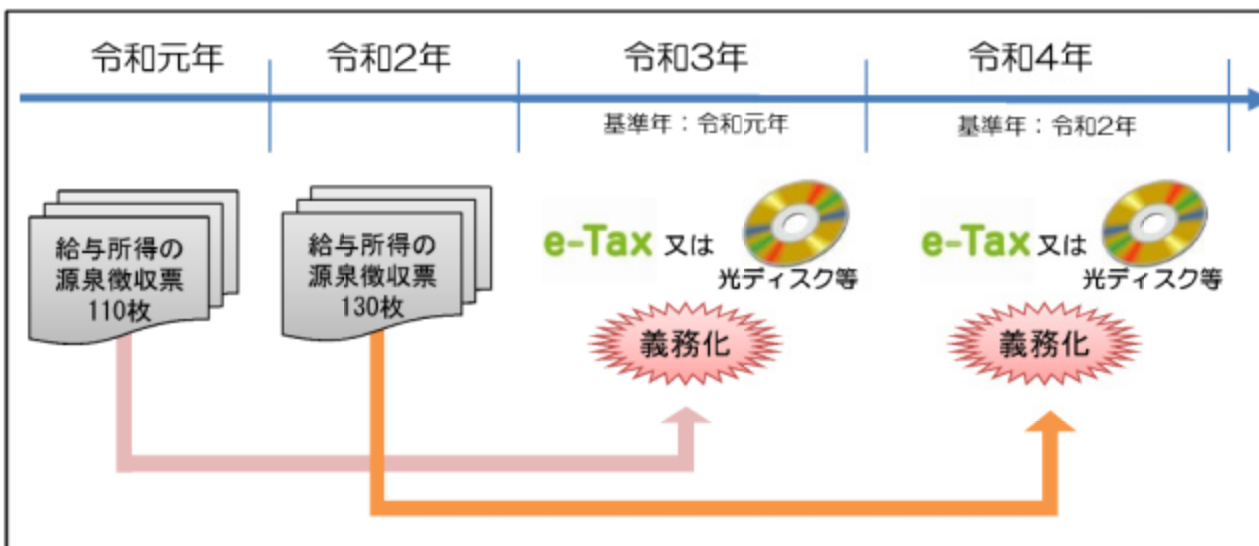 令和元年
令和2年
令和3年
令和4年
基準年：令和元年
基準年：令和2年
給与所得の
源泉徴収票
110枚
給与所得の
源泉徴収票
130枚
e-Tax 又は
光ディスク等
義務化
e-Tax 又は
光ディスク等
義務化